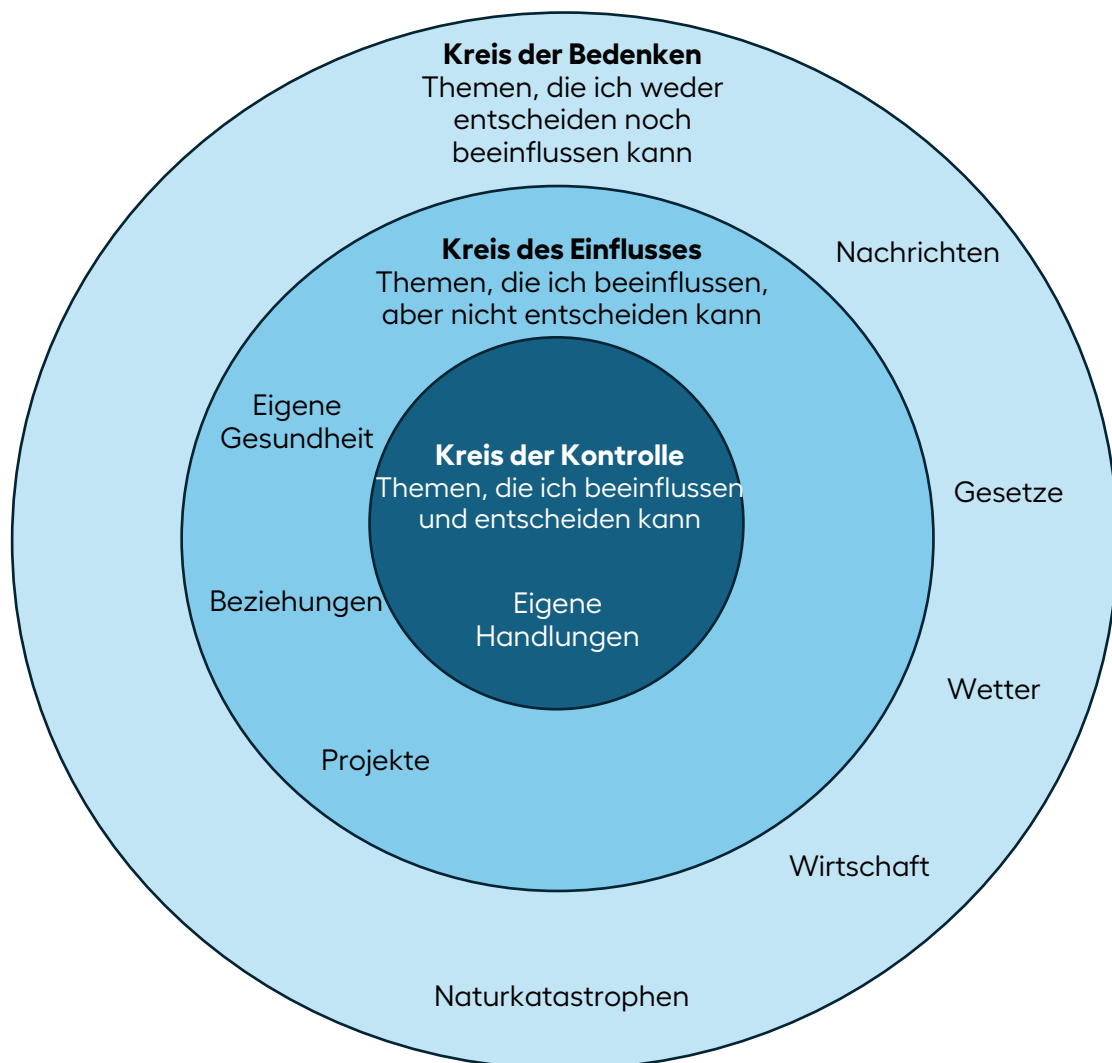 Kreis der Bedenken
Themen, die ich weder
entscheiden noch
beeinflussen kann
Nachrichten
Kreis des Einflusses
Themen, die ich beeinflussen,
aber nicht entscheiden kann
Eigene
Gesundheit
Kreis der Kontrolle
Themen, die ich beeinflussen
und entscheiden kann
Gesetze
Beziehungen
Eigene
Handlungen
Wetter
Projekte
Wirtschaft
Naturkatastrophen